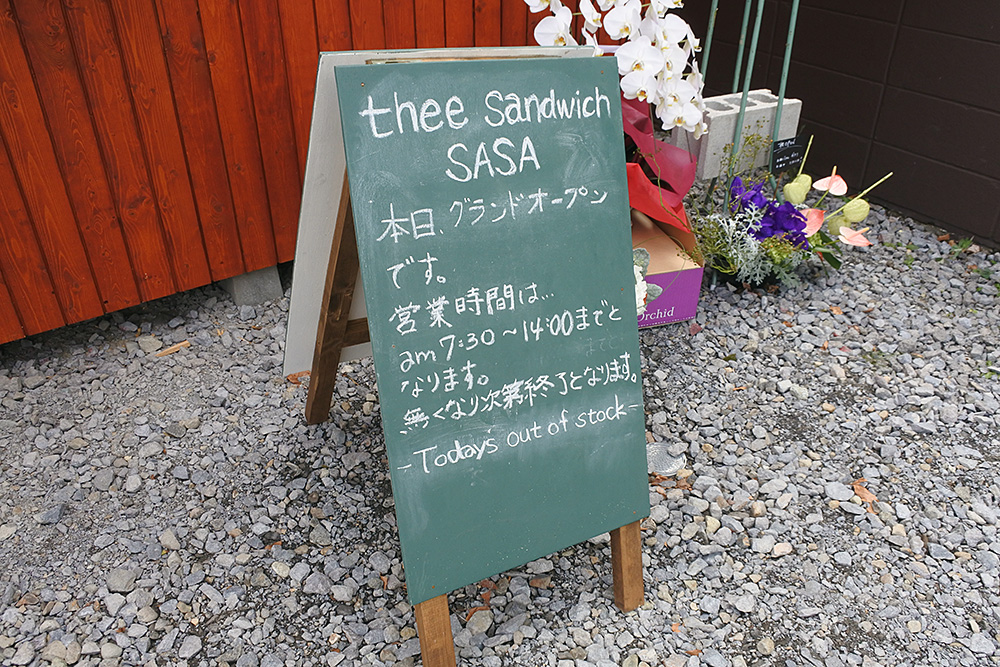 thee sandwich
SASA
本日、グランドオープン
です。
営業時間は…
am 7:30～14:00までと
なります。
無くなり次第終了となります。
-Todays out of stock-
Orchid